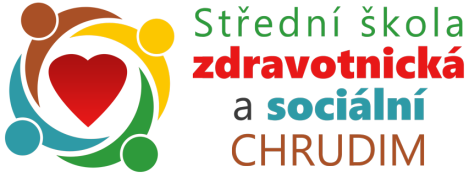 Střední škola
zdravotnická
a sociální
CHRUDIM